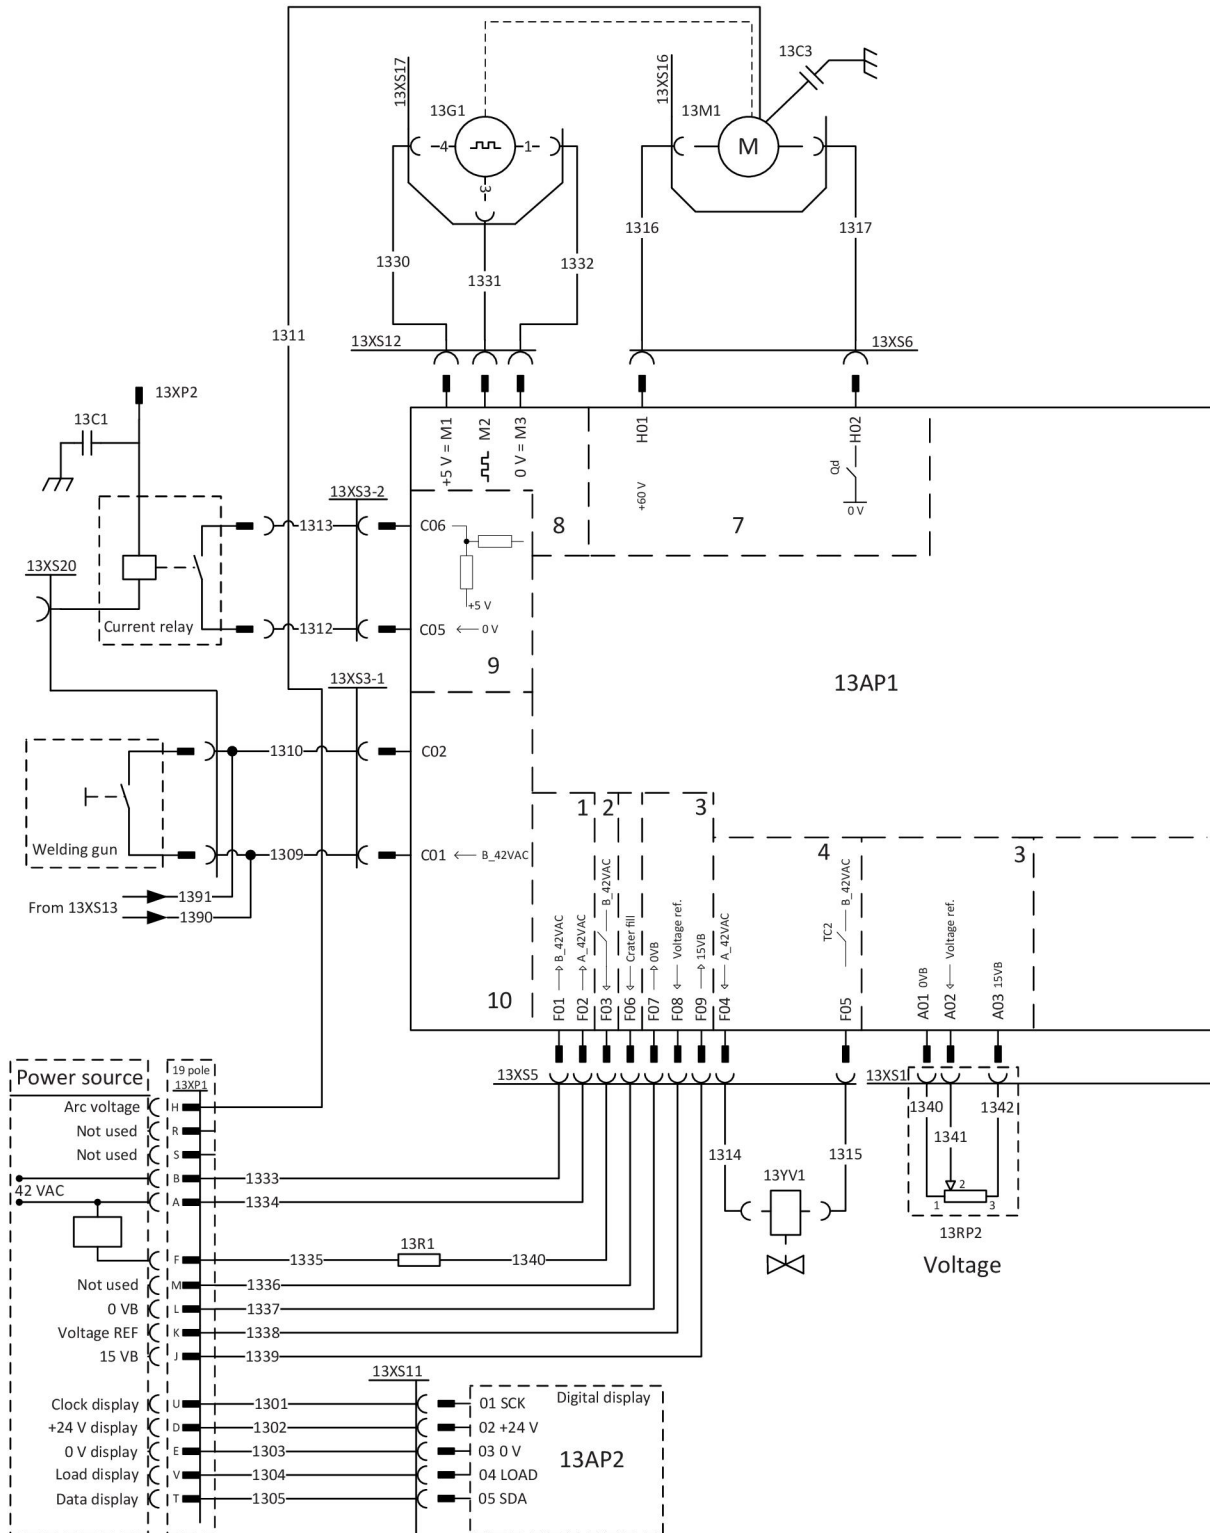 13XS17
13XS16
13C3
13G1
13M1
4
1
3
M
1316
1317
1330
1331
1332
1311
13XS12
13XS6
13XP2
13C1
+5 V = M1
M2
0 V = M3
H01
+60 V
H02
Qd
0 V
13XS3-2
8
7
1313
C06
+5 V
13XS20
Current relay
1312
C05
0 V
9
13XS3-1
13AP1
1310
C02
1
2
3
Welding gun
1309
C01
B_42VAC
4
3
1391
From 13XS13
1390
10
F01
B_42VAC
F02
A_42VAC
F03
B_42VAC
F06
Crater fill
F07
0VB
F08
Voltage ref.
F09
15VB
F04
A_42VAC
TC2
B_42VAC
F05
A01 0VB
A02
Voltage ref.
A03 15VB
Power source
19 pole
13XP1
13XS5
13XS1
Arc voltage
H
1340
1342
Not used
R
1341
Not used
S
1314
1315
B
1333
13YV1
42 VAC
A
1334
1
2
3
13RP2
Voltage
F
1335
13R1
1340
Not used
M
1336
0 VB
L
1337
Voltage REF
K
1338
15 VB
J
1339
13XS11
Clock display
U
1301
01 SCK
Digital display
+24 V display
D
1302
02 +24 V
0 V display
E
1303
03 0 V
13AP2
Load display
V
1304
04 LOAD
Data display
T
1305
05 SDA